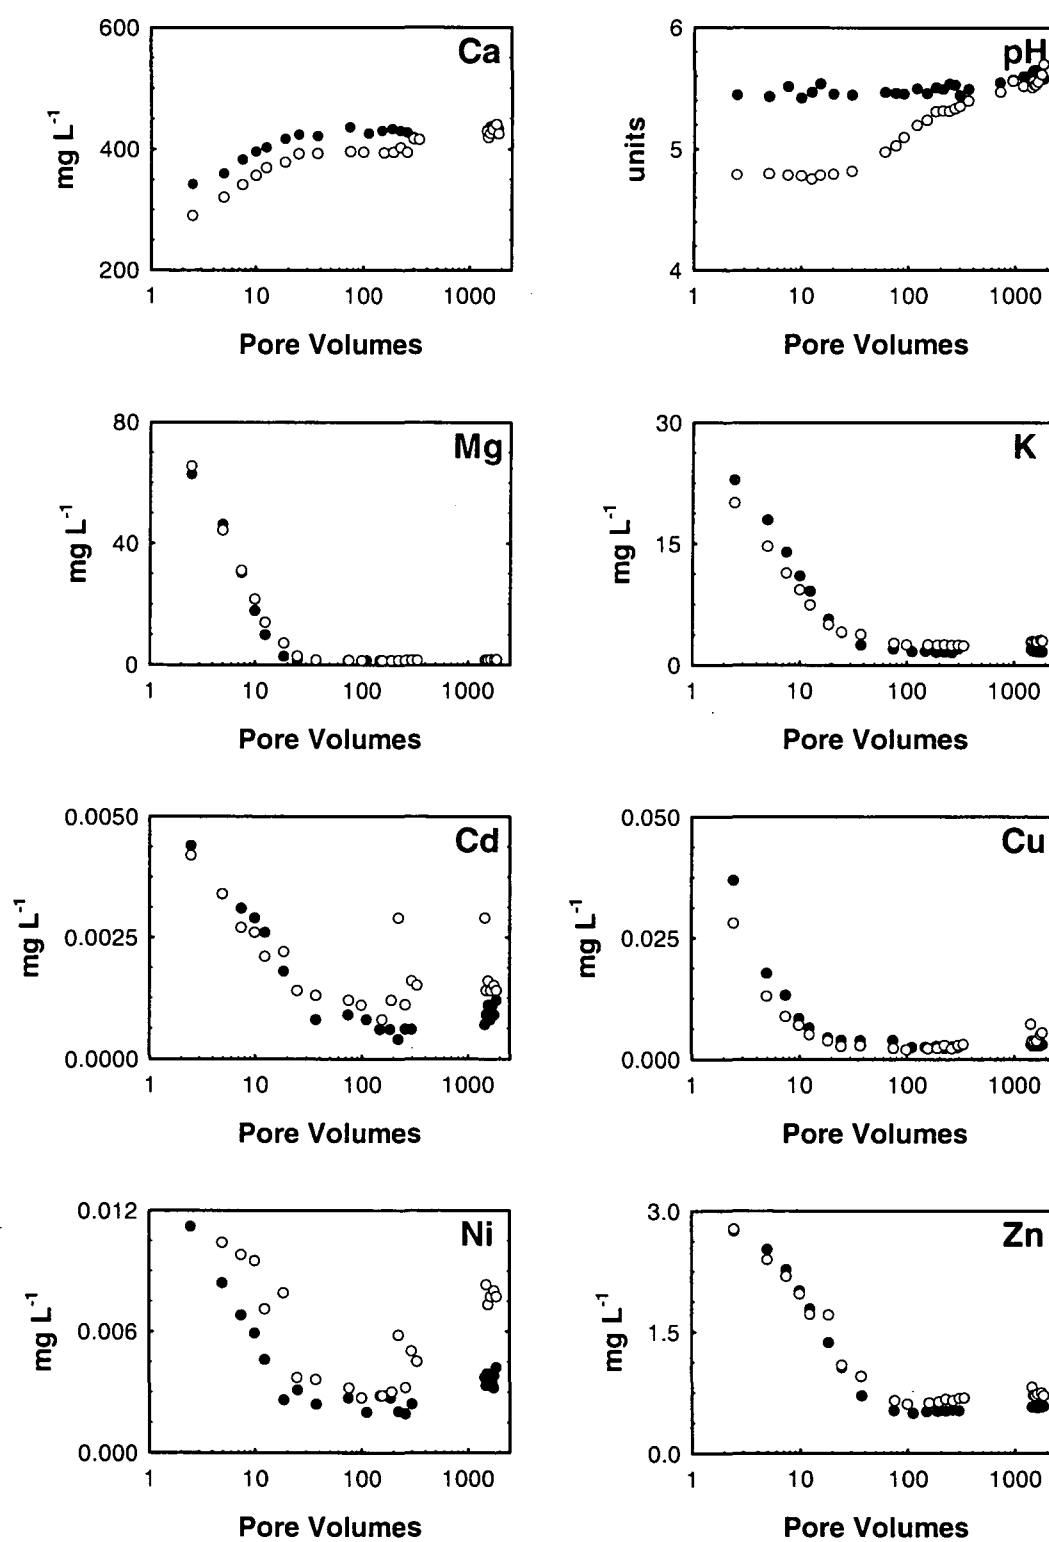 600
400
200
mg L-1
Ca
1 10 100 1000
Pore Volumes
6
5
4
units
pH
1 10 100 1000
Pore Volumes
80
40
0
mg L-1
Mg
1 10 100 1000
Pore Volumes
30
15
0
mg L-1
K
1 10 100 1000
Pore Volumes
0.0050
0.0025
0.0000
mg L-1
Cd
1 10 100 1000
Pore Volumes
0.050
0.025
0.000
mg L-1
Cu
1 10 100 1000
Pore Volumes
0.012
0.006
0.000
mg L-1
Ni
1 10 100 1000
Pore Volumes
3.0
1.5
0.0
mg L-1
Zn
1 10 100 1000
Pore Volumes